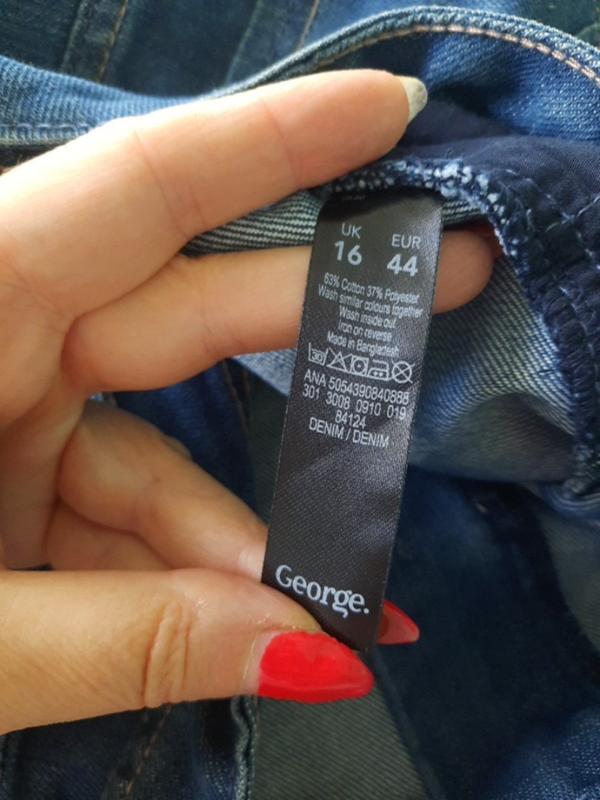 UK EUR
16 44
63% Cotton 37% Polyester
Wash similar colours together
Wash inside out
Iron on reverse
Made in Bangladesh
30
ANA 5054390840888
301 3008 0910 019
84124
DENIM / DENIM
George.